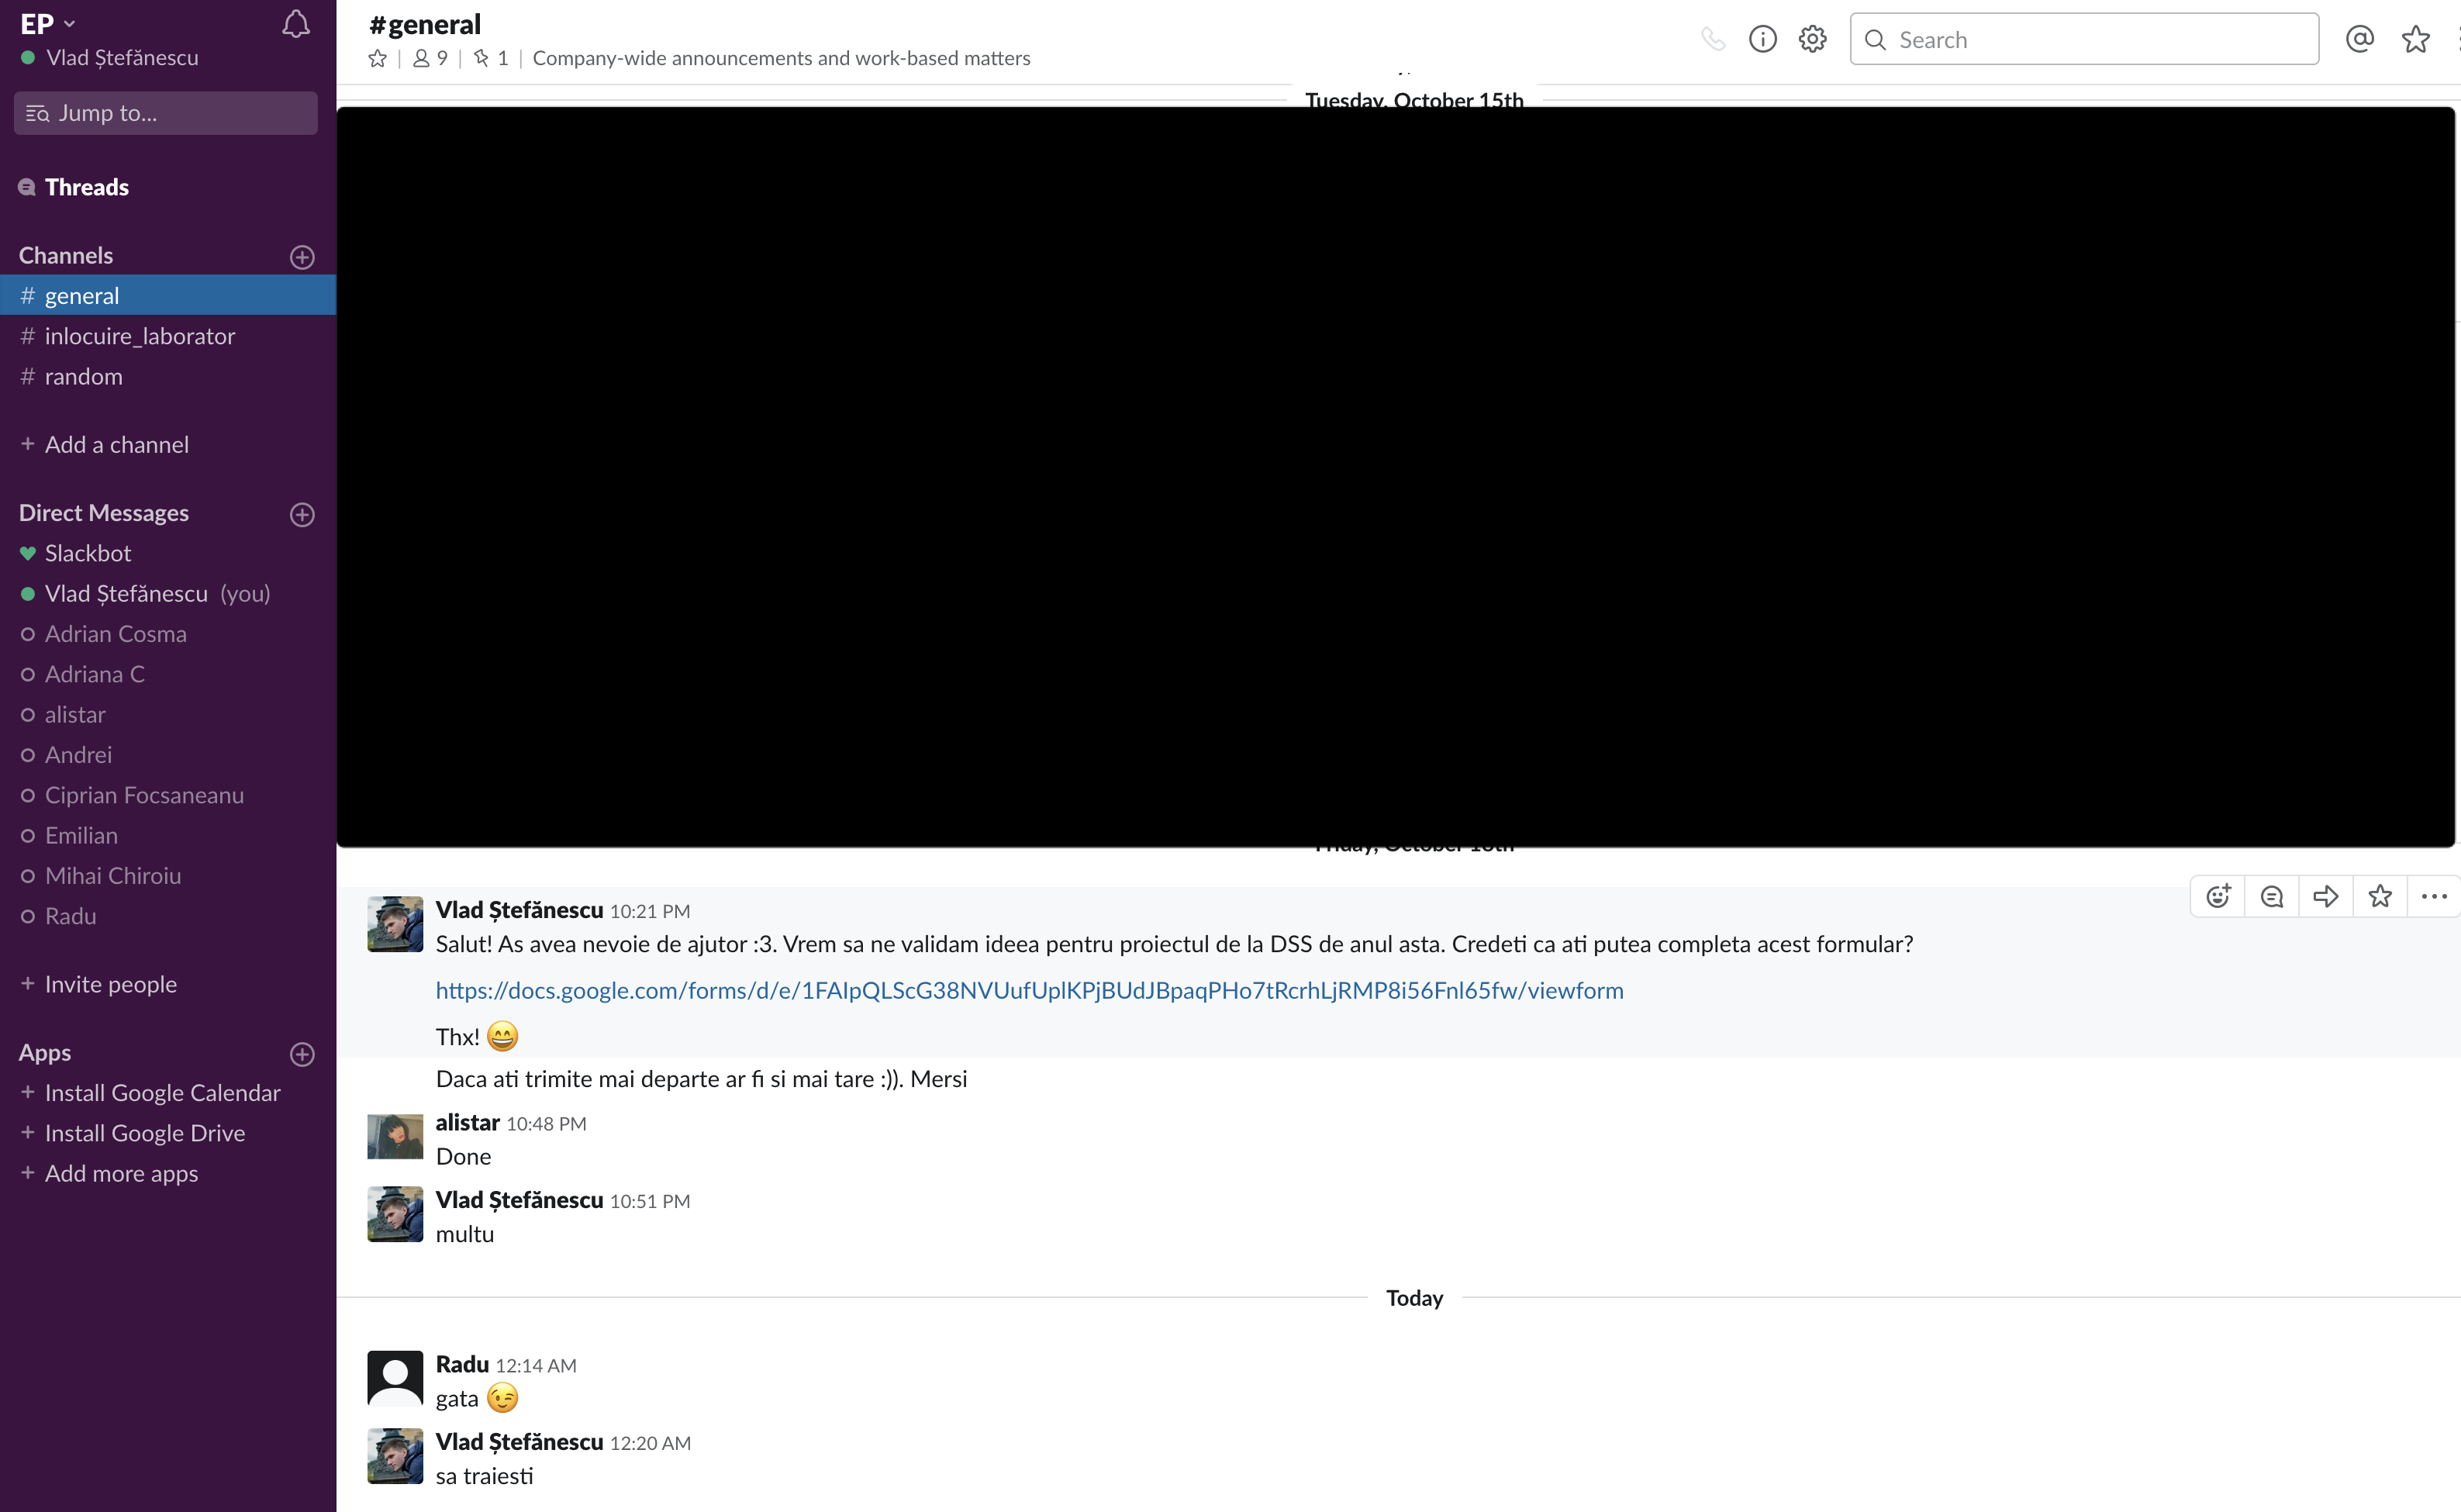 EP
Vlad Ștefănescu
Jump to...
Threads
Channels
# general
# inlocuire_laborator
# random
+ Add a channel
Direct Messages
Slackbot
Vlad Ștefănescu (you)
Adrian Cosma
Adriana C
alistar
Andrei
Ciprian Focsaneanu
Emilian
Mihai Chiroiu
Radu
+ Invite people
Apps
+ Install Google Calendar
+ Install Google Drive
+ Add more apps
#general
9 | 1 | Company-wide announcements and work-based matters
Search
Tuesday, October 15th
Friday, October
Vlad Ștefănescu 10:21 PM
Salut! As avea nevoie de ajutor :3. Vrem sa ne validam ideea pentru proiectul de la DSS de anul asta. Credeti ca ati putea completa acest formular?
https://docs.google.com/forms/d/e/1FAIpQLScG38NVUufUplKPjBUdJBpaqPHo7tRcrhLjRMP8i56Fnl65fw/viewform
Thx! 😄
Daca ati trimite mai departe ar fi si mai tare :)). Mersi
alistar 10:48 PM
Done
Vlad Ștefănescu 10:51 PM
multu
Today
Radu 12:14 AM
gata 😉
Vlad Ștefănescu 12:20 AM
sa traiesti